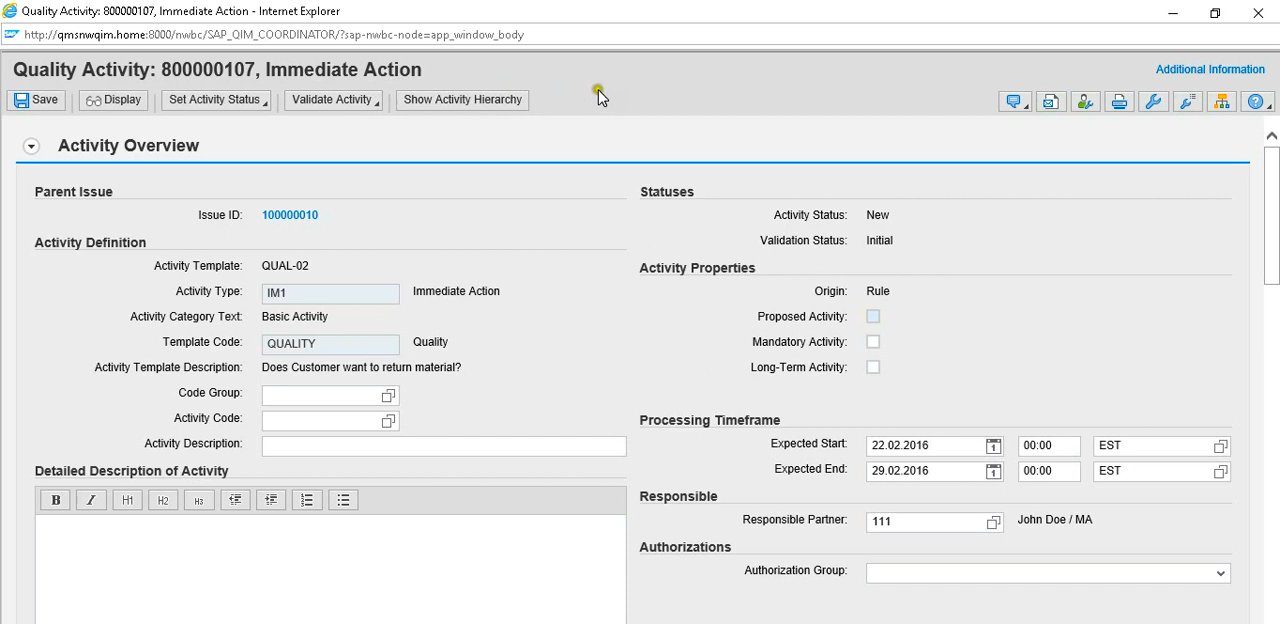 Quality Activity: 800000107, Immediate Action - Internet Explorer
http://qmsnwqim.home:8000/nwbc/SAP_QIM_COORDINATOR/?sap-nwbc-node=app_window_body
Quality Activity: 800000107, Immediate Action
Additional Information
Save Display Set Activity Status Validate Activity Show Activity Hierarchy
Activity Overview
Parent Issue
Issue ID: 100000010
Activity Definition
Activity Template: QUAL-02
Activity Type: IM1 Immediate Action
Activity Category Text: Basic Activity
Template Code: QUALITY Quality
Activity Template Description: Does Customer want to return material?
Code Group:
Activity Code:
Activity Description:
Detailed Description of Activity
B I H1 H2 H3
Statuses
Activity Status: New
Validation Status: Initial
Activity Properties
Origin: Rule
Proposed Activity:
Mandatory Activity:
Long-Term Activity:
Processing Timeframe
Expected Start: 22.02.2016 1 00:00 EST
Expected End: 29.02.2016 1 00:00 EST
Responsible
Responsible Partner: 111 John Doe / MA
Authorizations
Authorization Group: